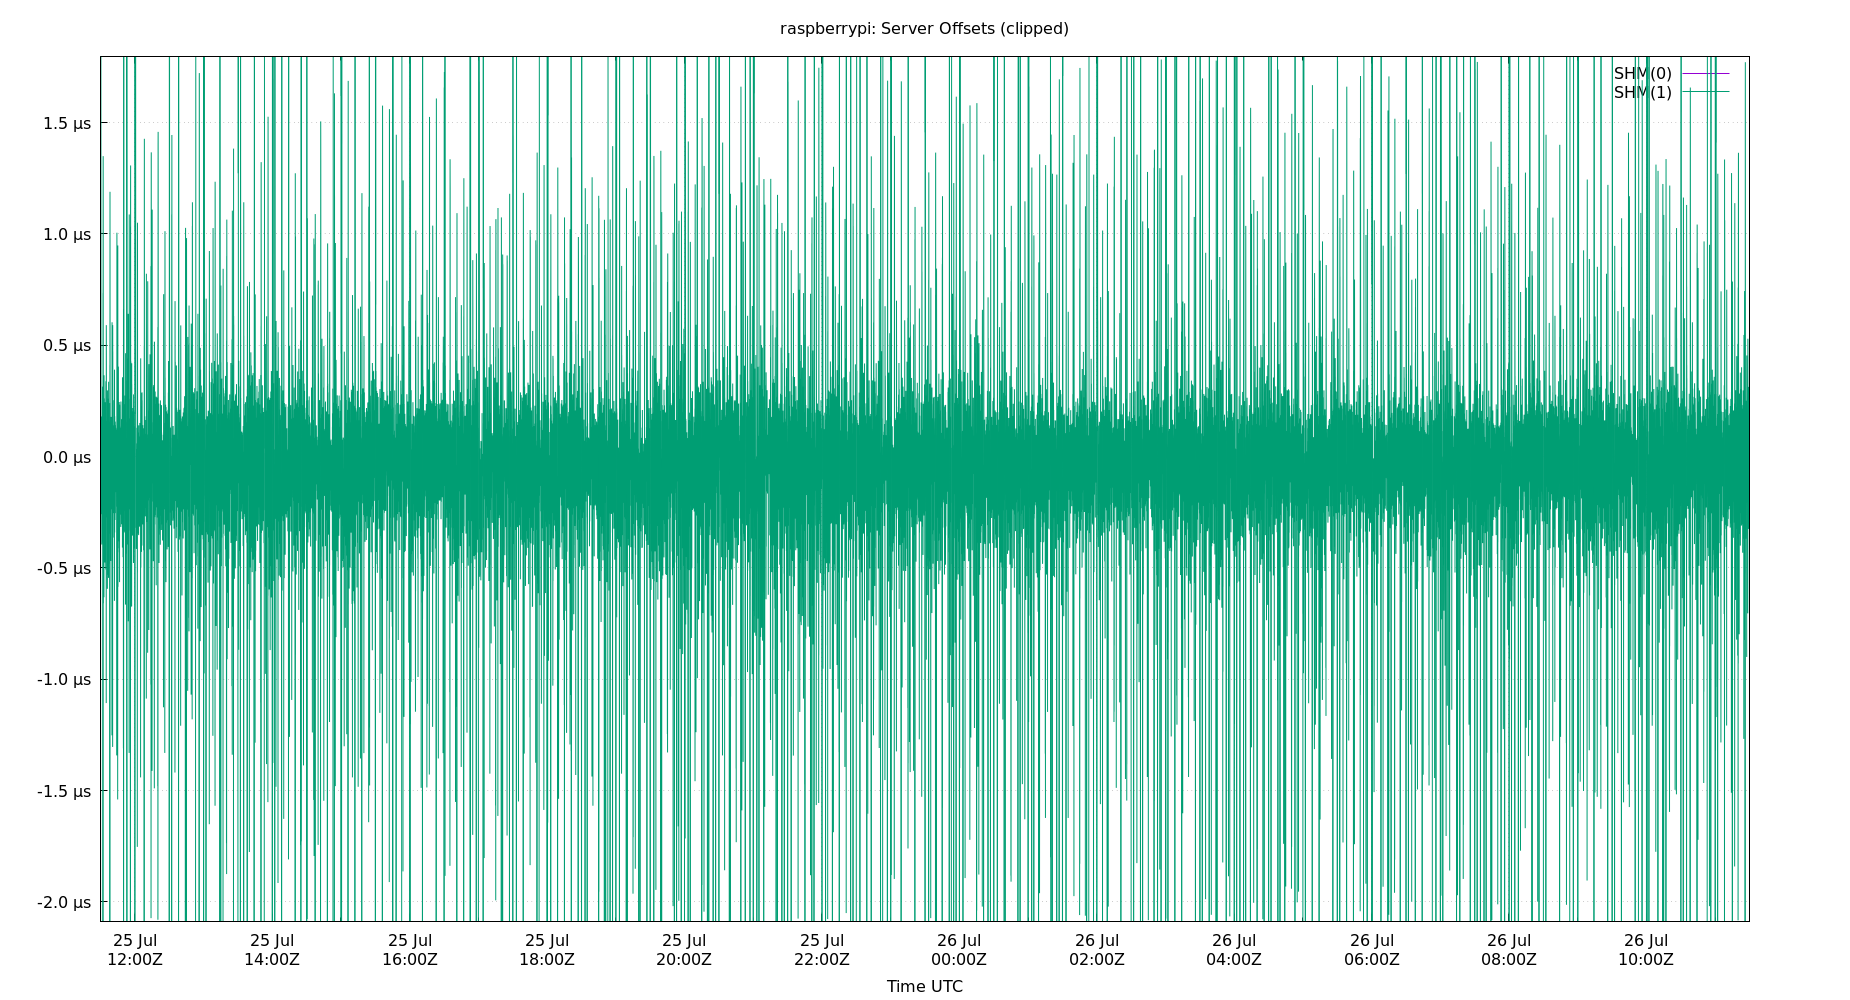 raspberrypi: Server Offsets (clipped)
SHM(0)
SHM(1)
1.5 µs
1.0 µs
0.5 µs
0.0 µs
-0.5 µs
-1.0 µs
-1.5 µs
-2.0 µs
25 Jul 25 Jul 25 Jul 25 Jul 25 Jul 25 Jul 26 Jul 26 Jul 26 Jul 26 Jul 26 Jul 26 Jul
12:00Z 14:00Z 16:00Z 18:00Z 20:00Z 22:00Z 00:00Z 02:00Z 04:00Z 06:00Z 08:00Z 10:00Z
Time UTC